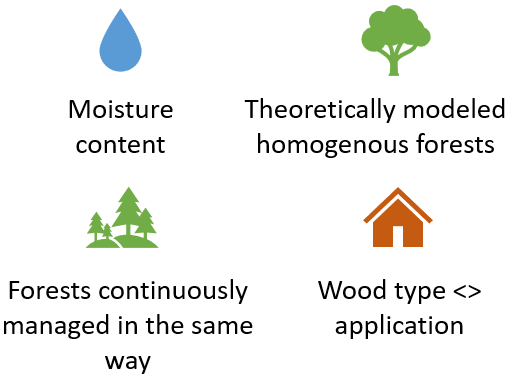 Moisture
content
Theoretically modeled
homogenous forests
Forests continuously
managed in the same
way
Wood type <>
application